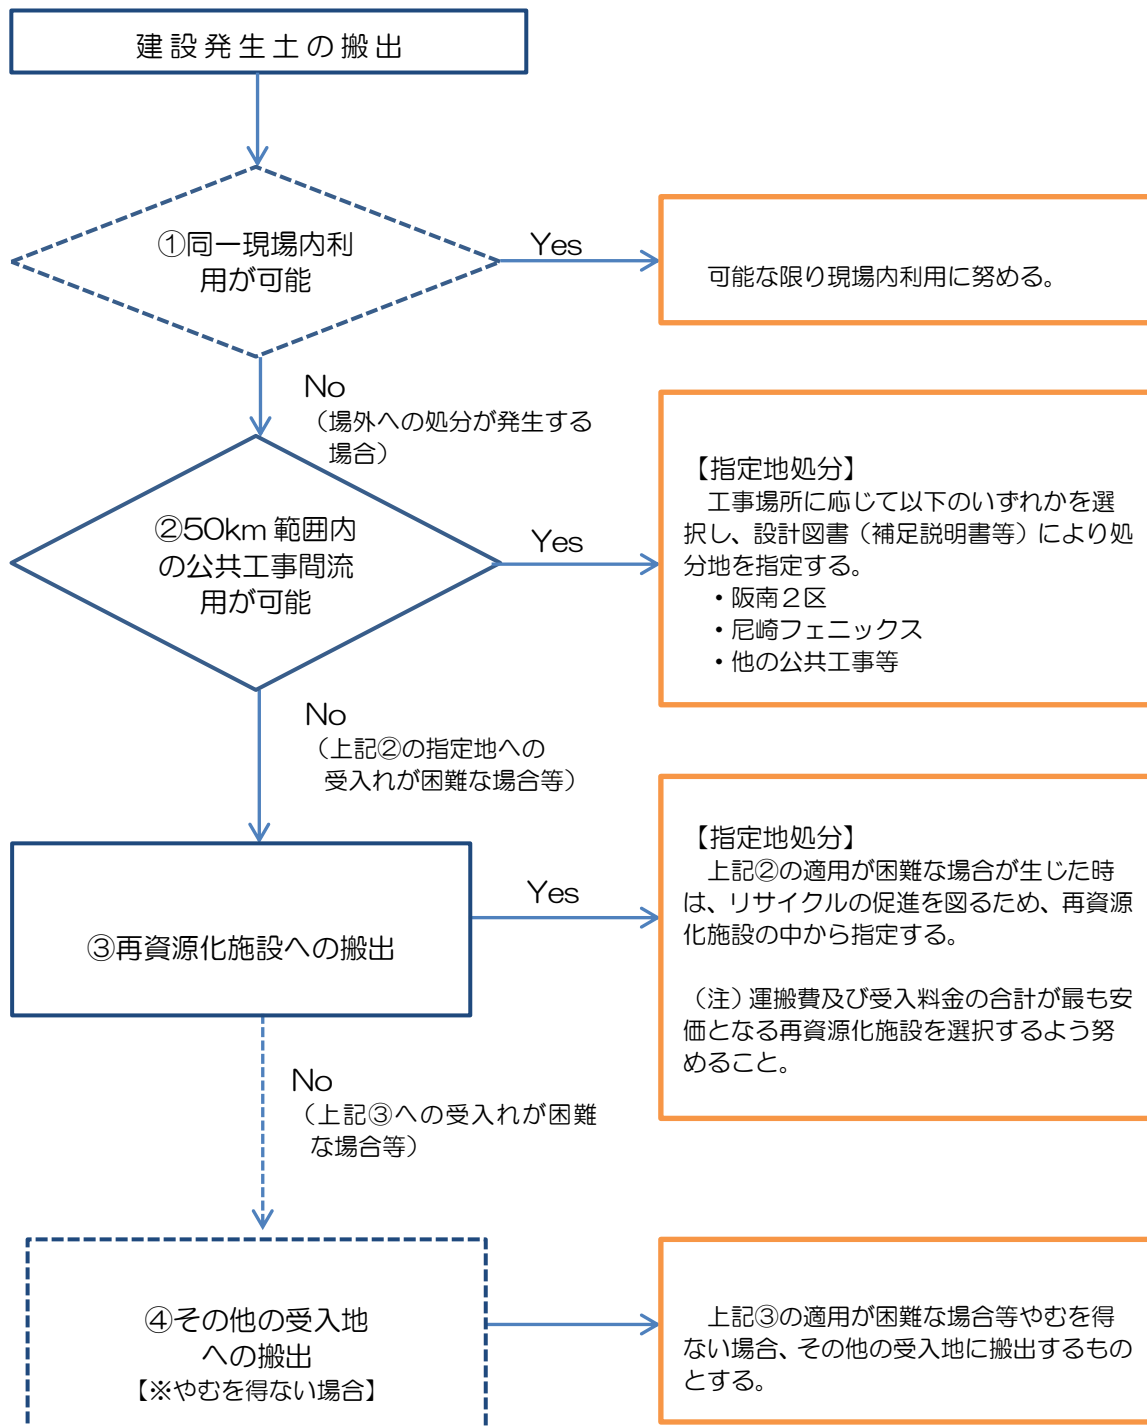 建設発生土の搬出
①同一現場内利
用が可能
Yes
可能な限り現場内利用に努める。
No
（場外への処分が発生する
場合）
②50km 範囲内
の公共工事間流
用が可能
Yes
【指定地処分】
工事場所に応じて以下のいずれかを選
択し、設計図書（補足説明書等）により処
分地を指定する。
・阪南２区
・尼崎フェニックス
・他の公共工事等
No
（上記②の指定地への
受入れが困難な場合等）
③再資源化施設への搬出
Yes
【指定地処分】
上記②の適用が困難な場合が生じた時
は、リサイクルの促進を図るため、再資源
化施設の中から指定する。
（注）運搬費及び受入料金の合計が最も安
価となる再資源化施設を選択するよう努
めること。
No
（上記③への受入れが困難
な場合等）
④その他の受入地
への搬出
【※やむを得ない場合】
上記③の適用が困難な場合等やむを得
ない場合、その他の受入地に搬出するもの
とする。